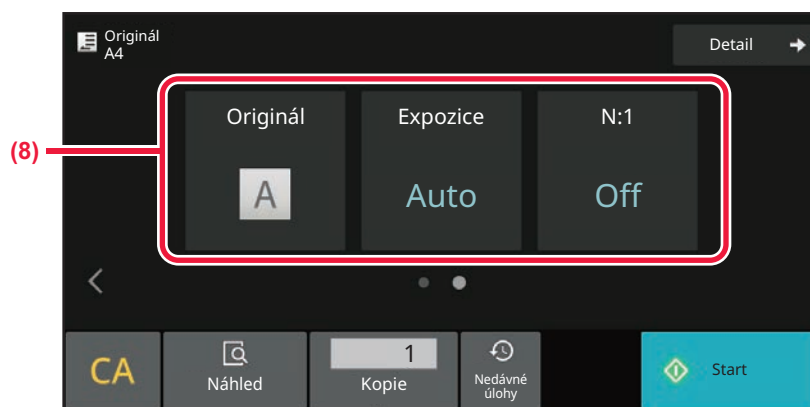 Originál
A4
Detail
(8)
Originál
Expozice
N:1
A
Auto
Off
CA
Náhled
1
Kopie
Nedávné
úlohy
Start